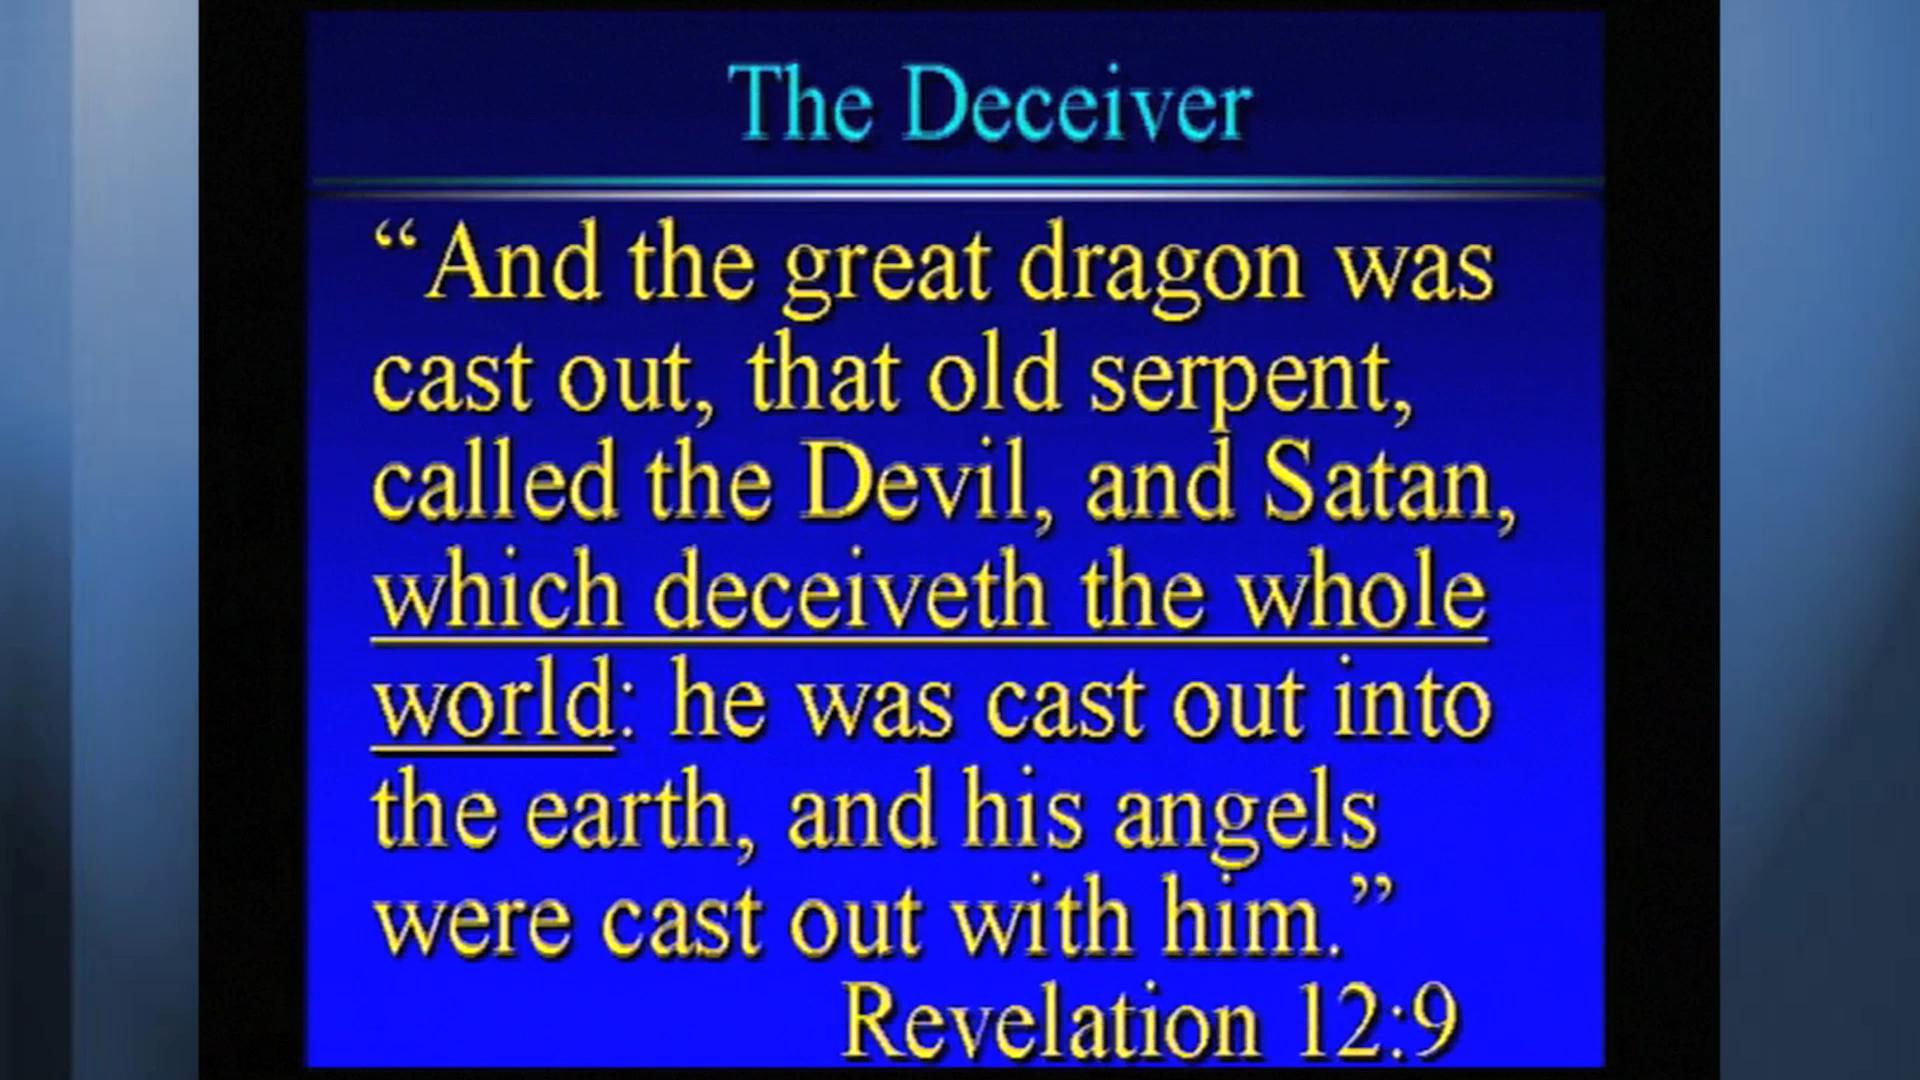 The Deceiver
“And the great dragon was
cast out, that old serpent,
called the Devil, and Satan,
which deceiveth the whole
world: he was cast out into
the earth, and his angels
were cast out with him.”
Revelation 12:9